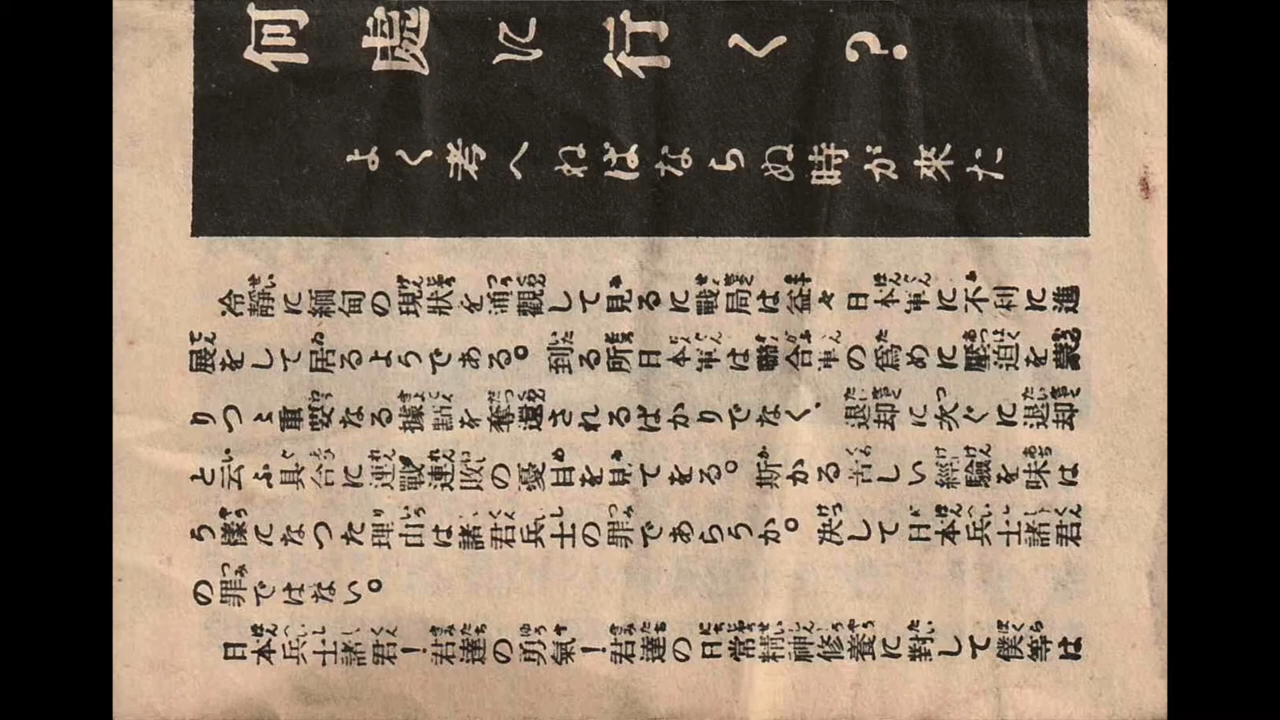 何處に行く?
よく考へねばならぬ時が來た
冷靜に緬甸の現狀を通觀して見るに戰局は益々日本軍に不利に進
展をして居るようである。到る所日本軍は聯合軍の爲めに壓迫を蒙
りつゝ重要なる據點を奪還されるばかりでなく、退却に次ぐに退却
と云ふ具合に連戰連敗の憂目を見てをる。斯かる苦しい經驗を味は
う樣になつた理由は諸君兵士の罪であらうか。決して日本兵士諸君
の罪ではない。
日本兵士諸君!君達の勇氣!君達の日常精神修養に對して僕等は